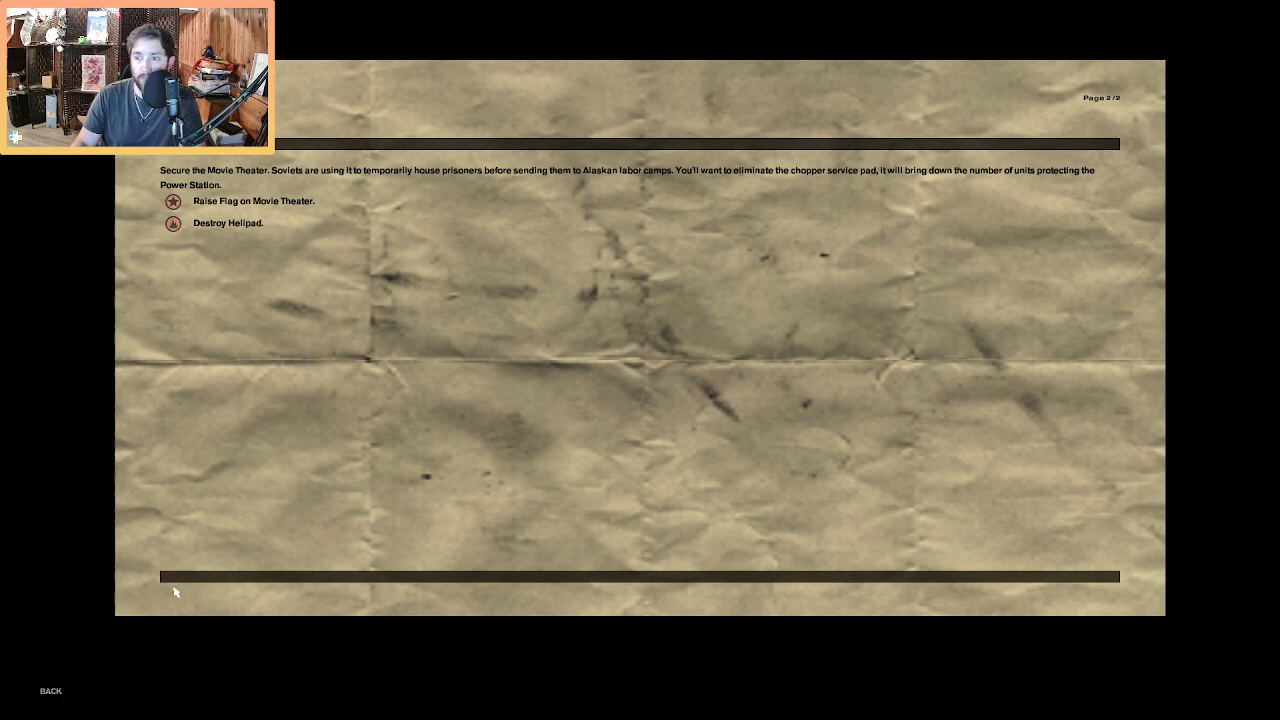 Page 2/2
Secure the Movie Theater. Soviets are using it to temporarily house prisoners before sending them to Alaskan labor camps. You'll want to eliminate the chopper service pad, it will bring down the number of units protecting the
Power Station.
Raise Flag on Movie Theater.
Destroy Helipad.
BACK